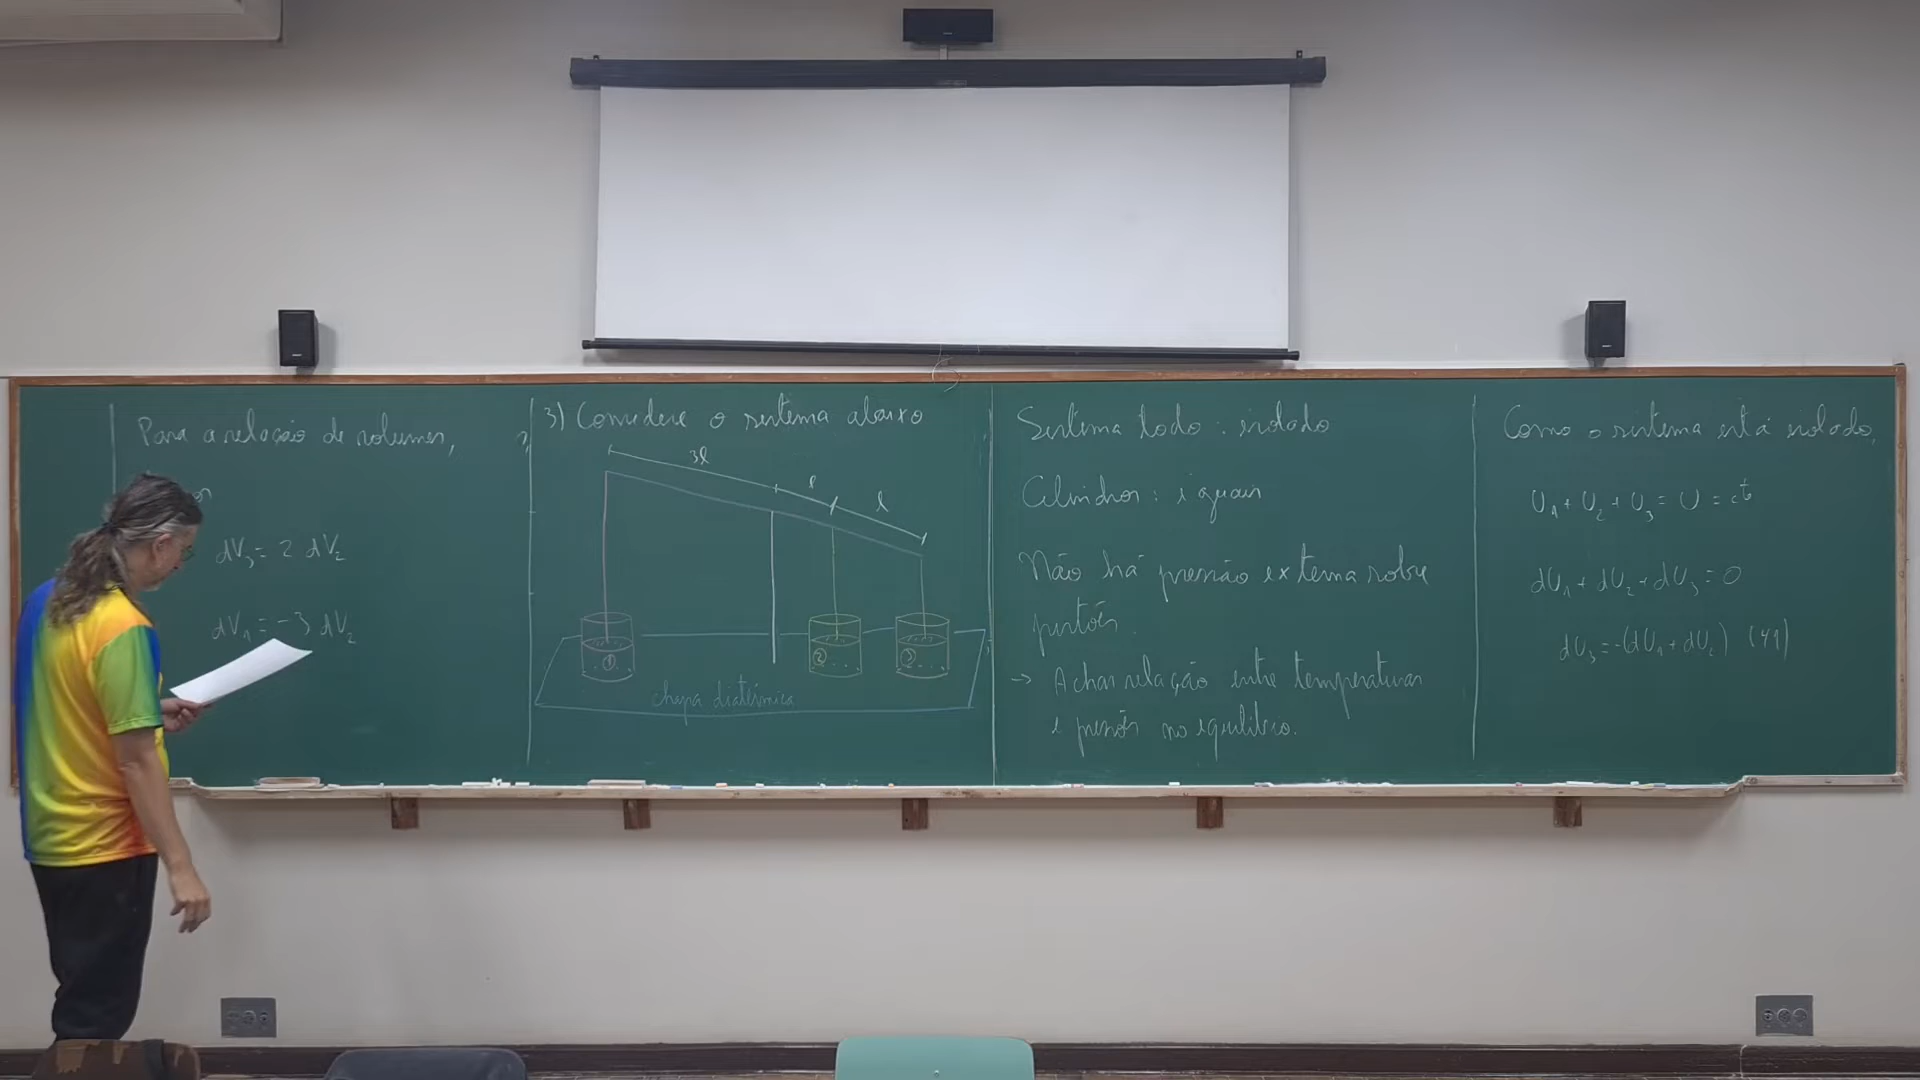 Para a relação de volumes,
dV₃ = 2 dV₂
dV₁ = -3 dV₂
3) Considere o sistema abaixo
3l
l
l
1
2
3
chapa diatérmica
Sistema todo: isolado
Cilindros: iguais
Não há pressão externa sobre
pistões.
→ Achar relação entre temperaturas
e pressões no equilíbrio.
Como o sistema está isolado,
U₁ + U₂ + U₃ = U = cᵗ
dU₁ + dU₂ + dU₃ = 0
dU₃ = -(dU₁ + dU₂) (41)